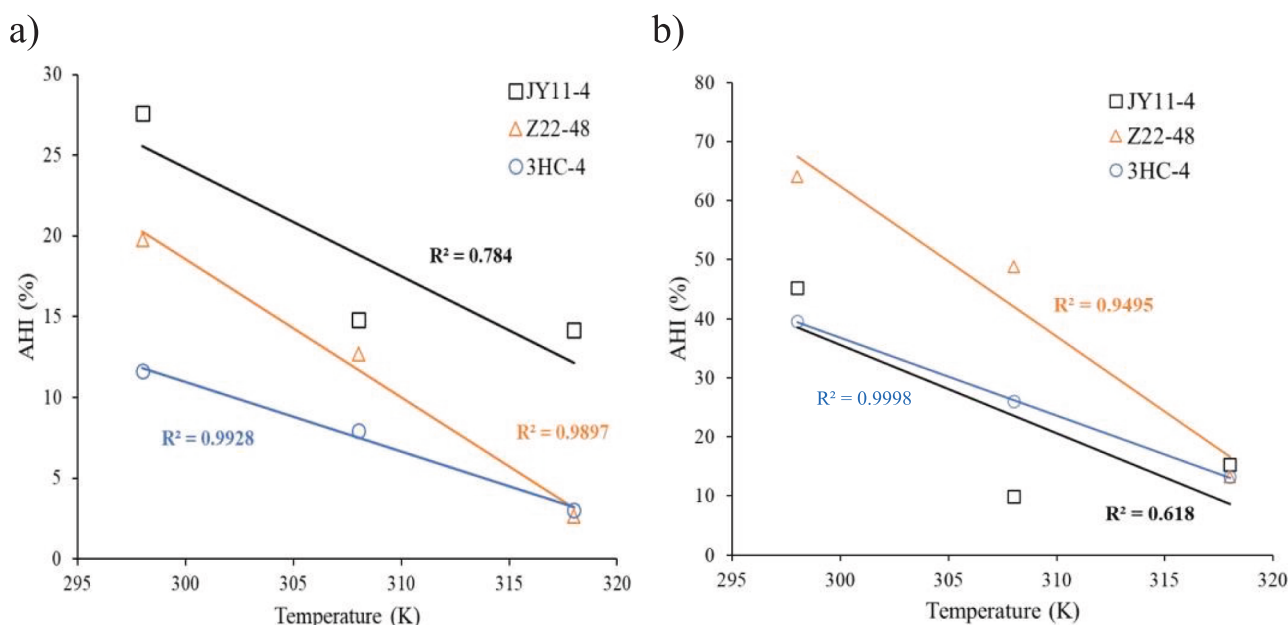 a)
30
25
20
15
10
5
0
AHI (%)
295
300
305
310
315
320
Temperature (K)
JY11-4
Z22-48
3HC-4
R² = 0.784
R² = 0.9897
R² = 0.9928
b)
80
70
60
50
40
30
20
10
0
AHI (%)
295
300
305
310
315
320
Temperature (K)
JY11-4
Z22-48
3HC-4
R² = 0.9495
R² = 0.9998
R² = 0.618